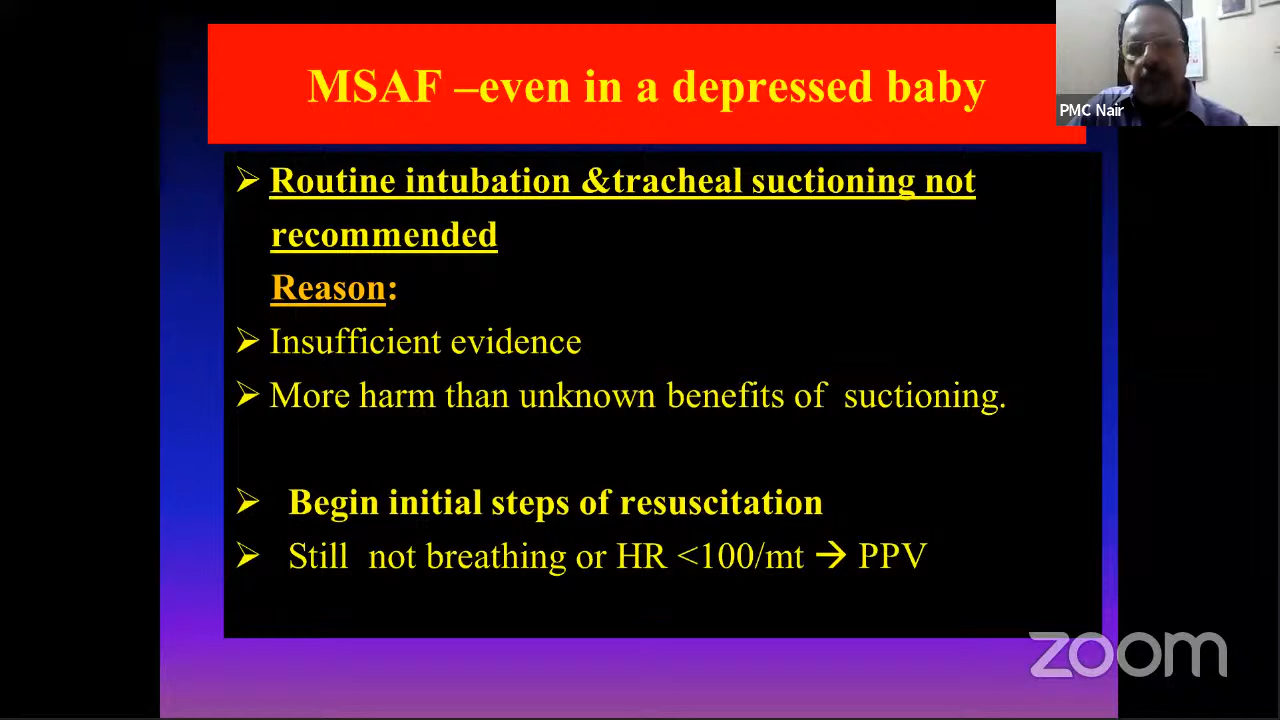 MSAF –even in a depressed baby
PMC Nair
➢ Routine intubation &tracheal suctioning not
recommended
Reason:
➢ Insufficient evidence
➢ More harm than unknown benefits of suctioning.
➢ Begin initial steps of resuscitation
➢ Still not breathing or HR <100/mt → PPV
zoom